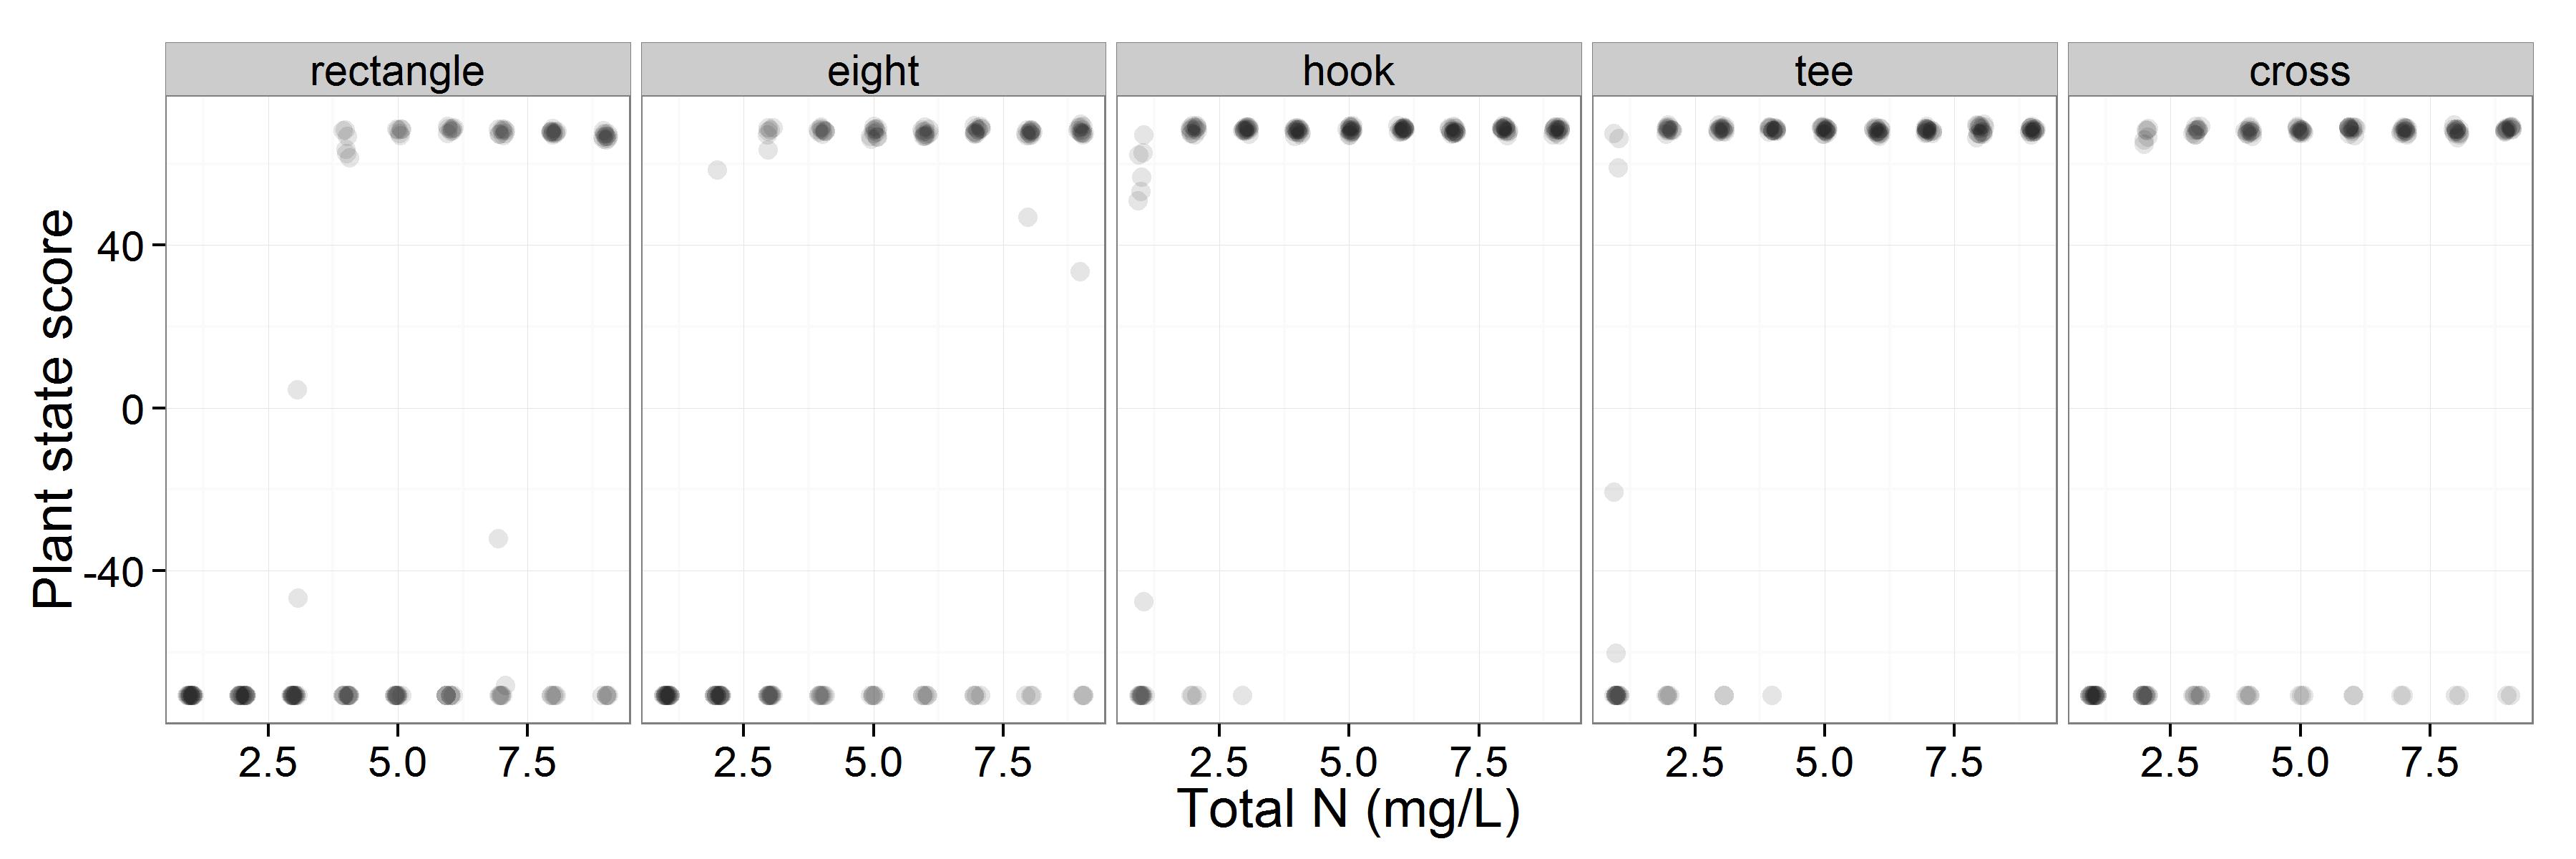 rectangle eight hook tee cross
Plant state score
40
0
-40
2.5 5.0 7.5 2.5 5.0 7.5 2.5 5.0 7.5 2.5 5.0 7.5 2.5 5.0 7.5
Total N (mg/L)